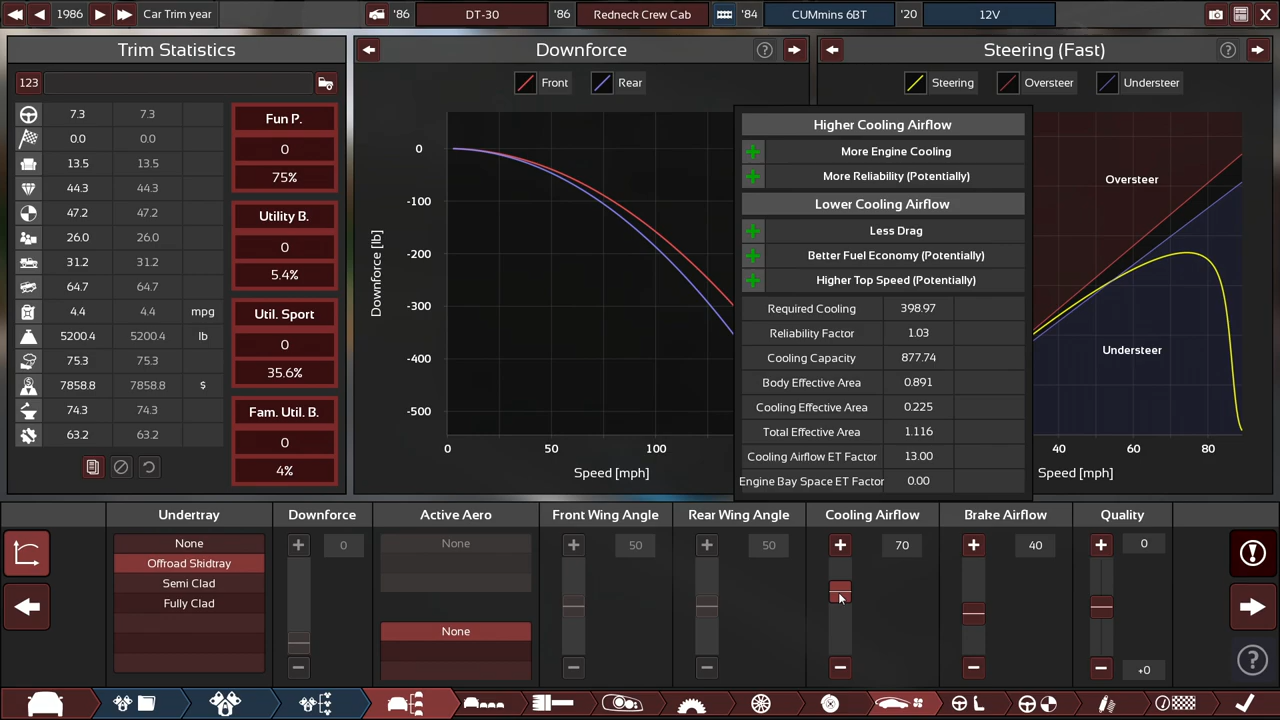 1986
Car Trim year
'86
DT-30
'86
Redneck Crew Cab
'84
CUMmins 6BT
'20
12V
Trim Statistics
Downforce
?
Steering (Fast)
?
123
Front
Rear
Steering
Oversteer
Understeer
7.3 7.3
0.0 0.0
13.5 13.5
44.3 44.3
47.2 47.2
26.0 26.0
31.2 31.2
64.7 64.7
4.4 4.4 mpg
5200.4 5200.4 lb
75.3 75.3
7858.8 7858.8 $
74.3 74.3
63.2 63.2
Fun P.
0
75%
Utility B.
0
5.4%
Util. Sport
0
35.6%
Fam. Util. B.
0
4%
Downforce [lb]
0
-100
-200
-300
-400
-500
0 50 100
Speed [mph]
Higher Cooling Airflow
More Engine Cooling
More Reliability (Potentially)
Lower Cooling Airflow
Less Drag
Better Fuel Economy (Potentially)
Higher Top Speed (Potentially)
Required Cooling 398.97
Reliability Factor 1.03
Cooling Capacity 877.74
Body Effective Area 0.891
Cooling Effective Area 0.225
Total Effective Area 1.116
Cooling Airflow ET Factor 13.00
Engine Bay Space ET Factor 0.00
Oversteer
Understeer
40 60 80
Speed [mph]
Undertray
None
Offroad Skidtray
Semi Clad
Fully Clad
Downforce
0
Active Aero
None
None
Front Wing Angle
50
Rear Wing Angle
50
Cooling Airflow
70
Brake Airflow
40
Quality
0
+0
?